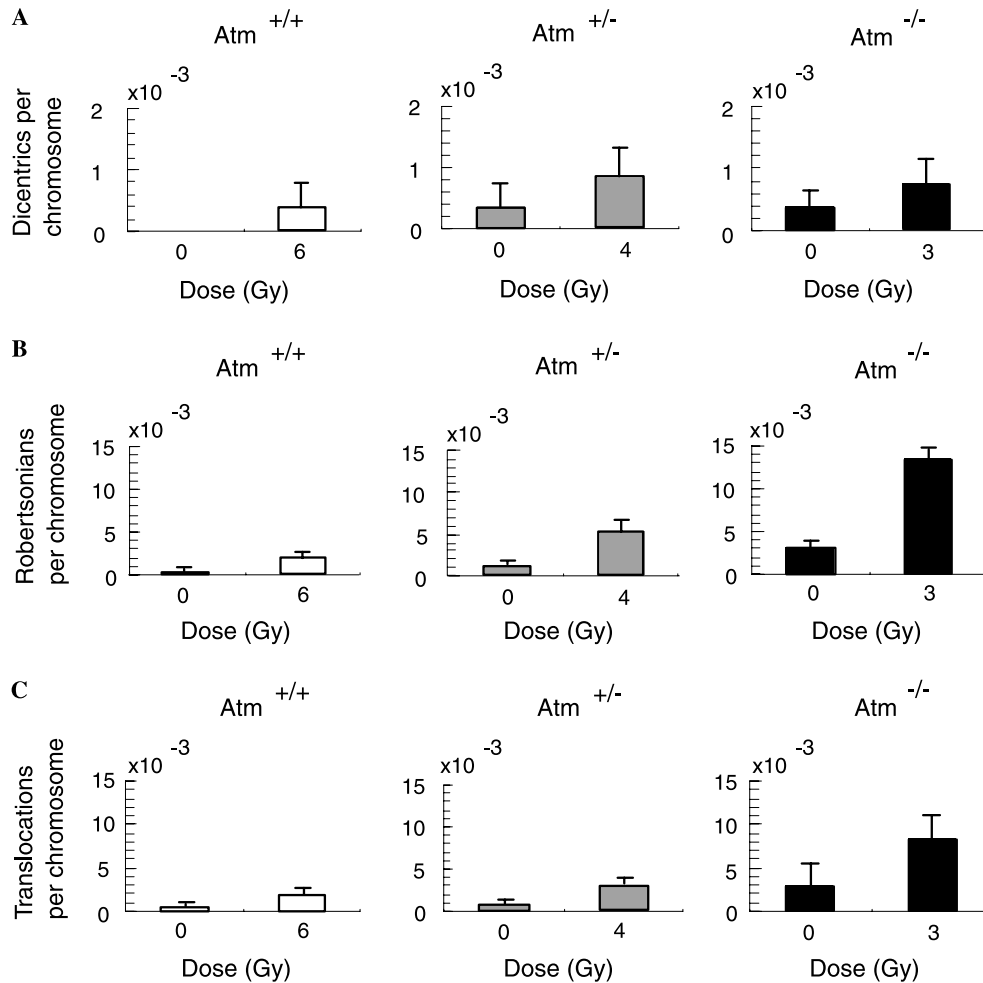 A
Atm +/+
Atm +/-
Atm -/-
Dicentrics per
chromosome
x10 -3
2
1
0
0
6
Dose (Gy)
x10 -3
2
1
0
0
4
Dose (Gy)
x10 -3
2
1
0
0
3
Dose (Gy)
B
Atm +/+
Atm +/-
Atm -/-
Robertsonians
per chromosome
x10 -3
15
10
5
0
0
6
Dose (Gy)
x10 -3
15
10
5
0
0
4
Dose (Gy)
x10 -3
15
10
5
0
0
3
Dose (Gy)
C
Atm +/+
Atm +/-
Atm -/-
Translocations
per chromosome
x10 -3
15
10
5
0
0
6
Dose (Gy)
x10 -3
15
10
5
0
0
4
Dose (Gy)
x10 -3
15
10
5
0
0
3
Dose (Gy)